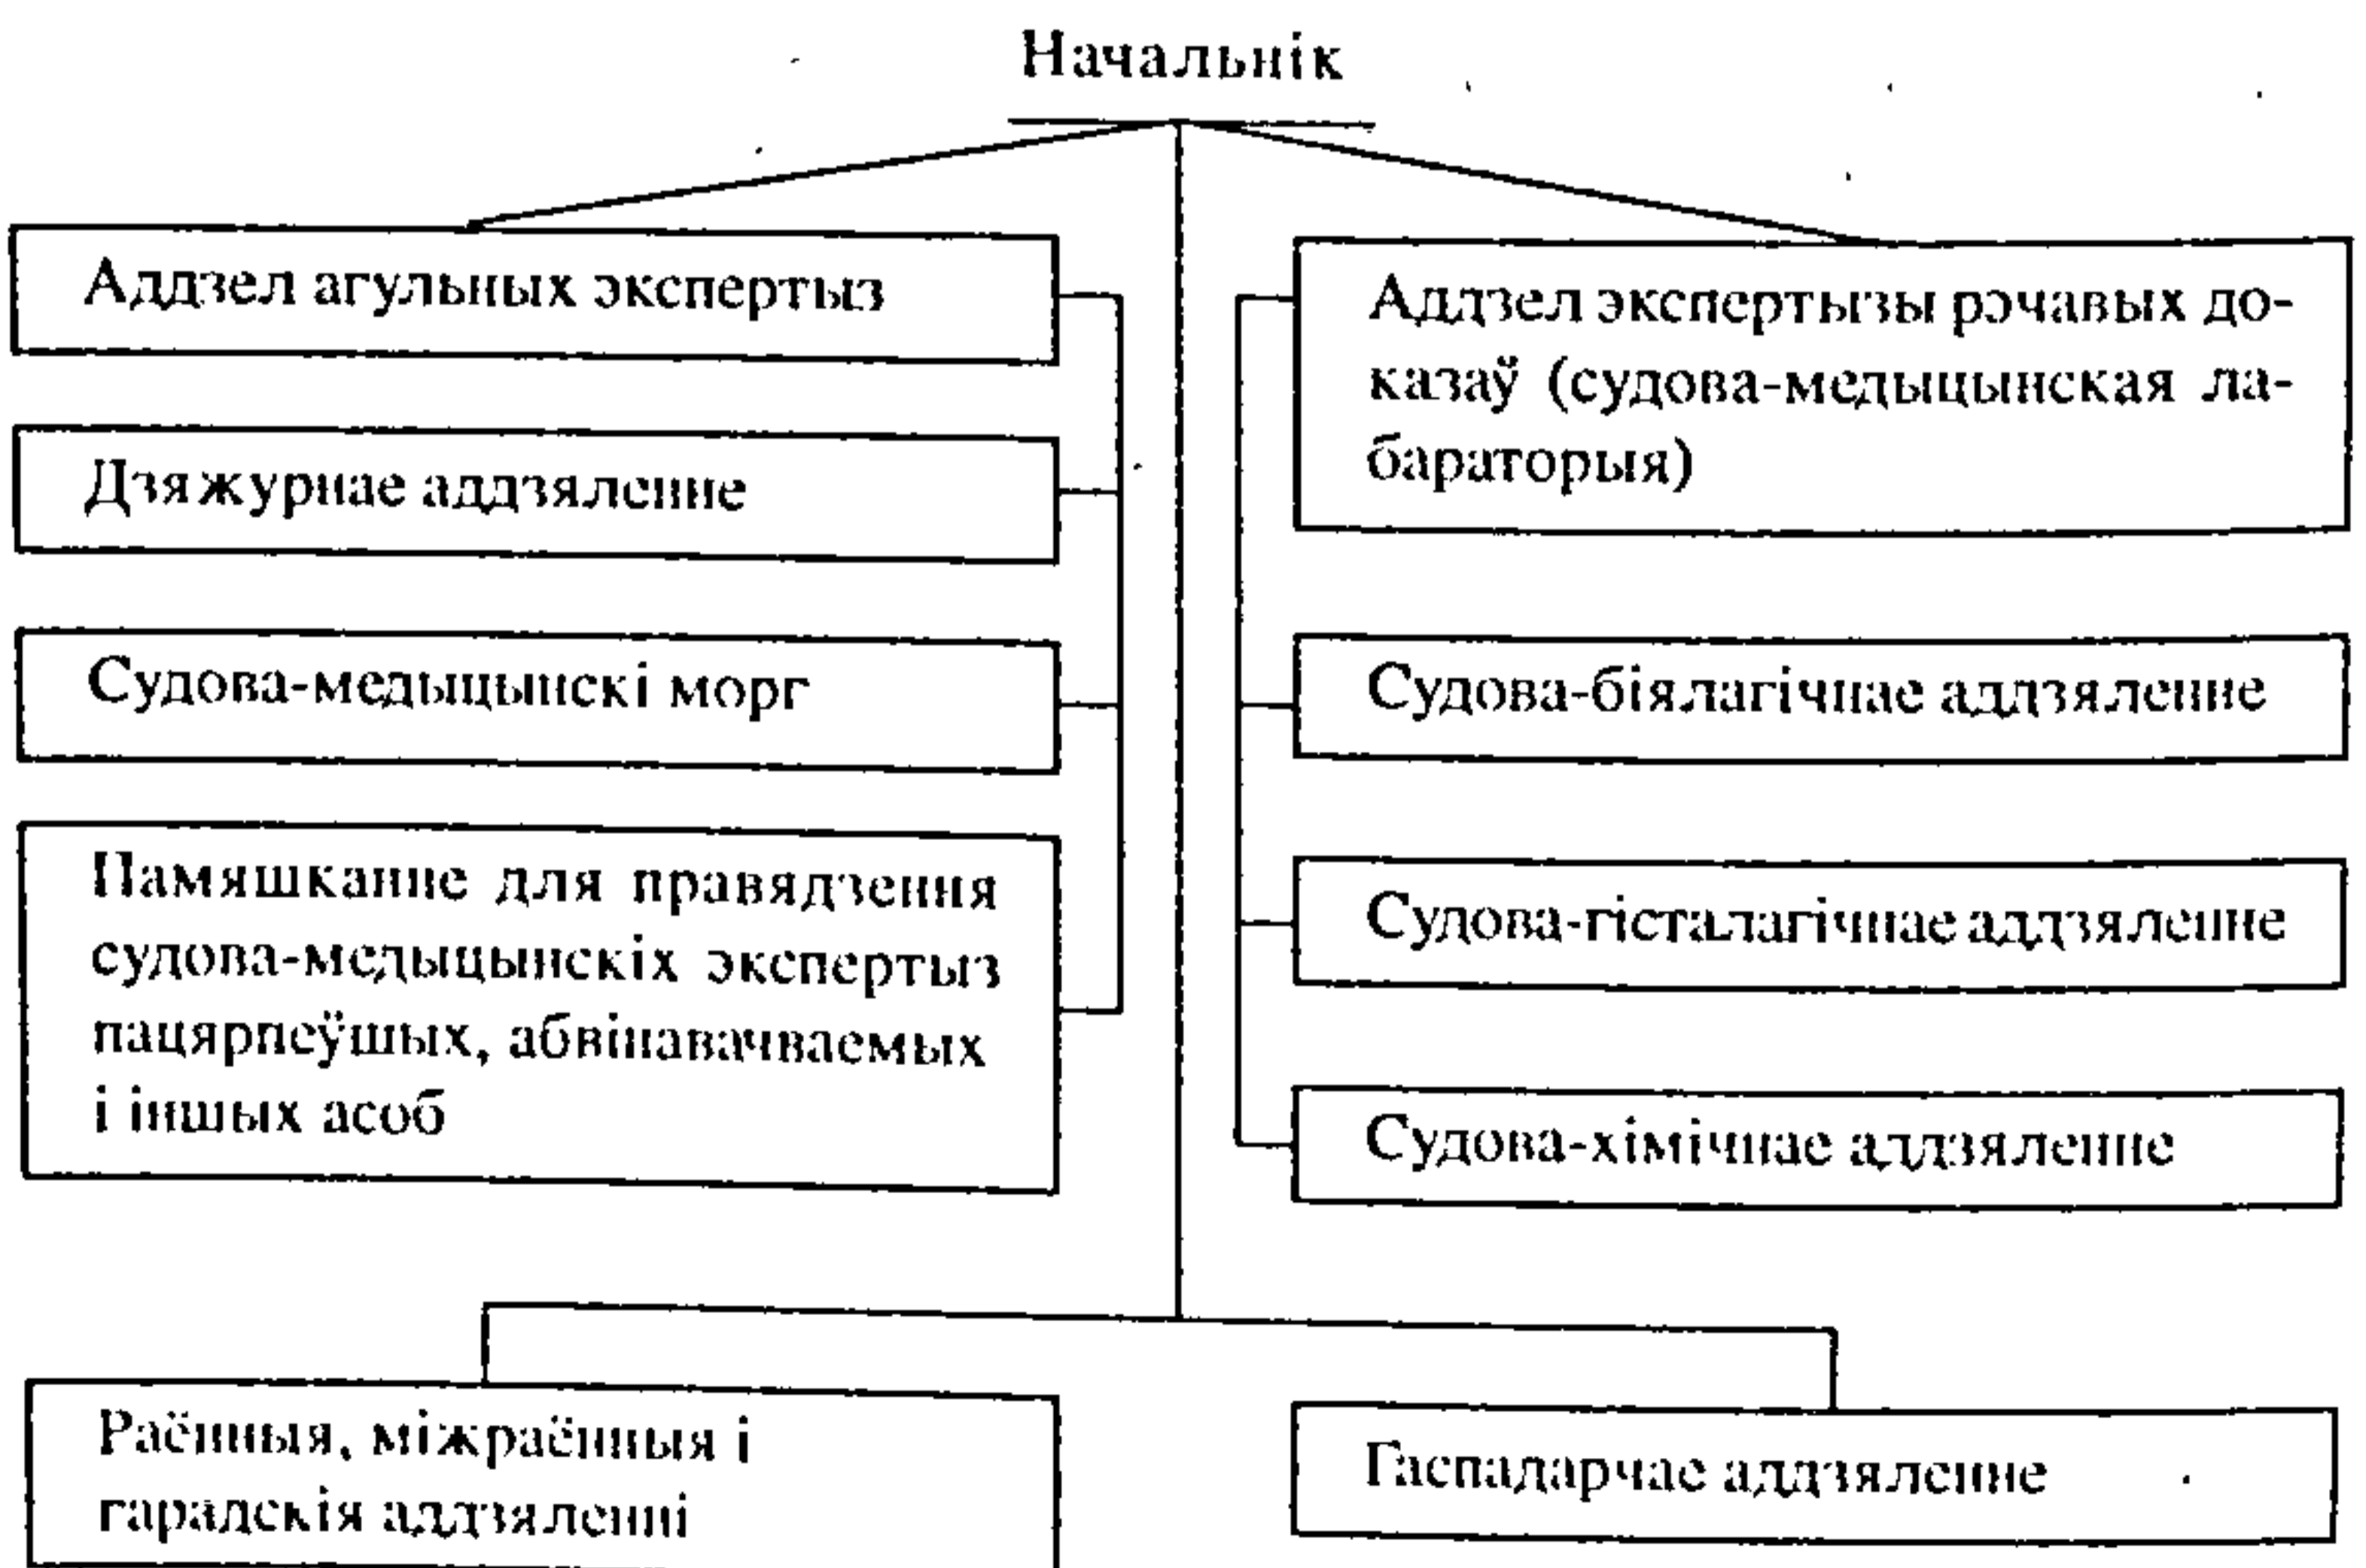 Начальнік
Аддзел агульных экспертыз
Дзяжурнае аддзяленне
Судова-медыцынскі морг
Памяшканне для правядзення
судова-медыцынскіх экспертыз
пацярпеўшых, абвінавачваемых
і іншых асоб
Аддзел экспертызы рэчавых до-
казаў (судова-медыцынская ла-
бараторыя)
Судова-біялагічнае аддзяленне
Судова-гісталагічнае аддзяленне
Судова-хімічнае аддзяленне
Раённыя, міжраённыя і
гарадскія аддзяленні
Гаспадарчае аддзяленне